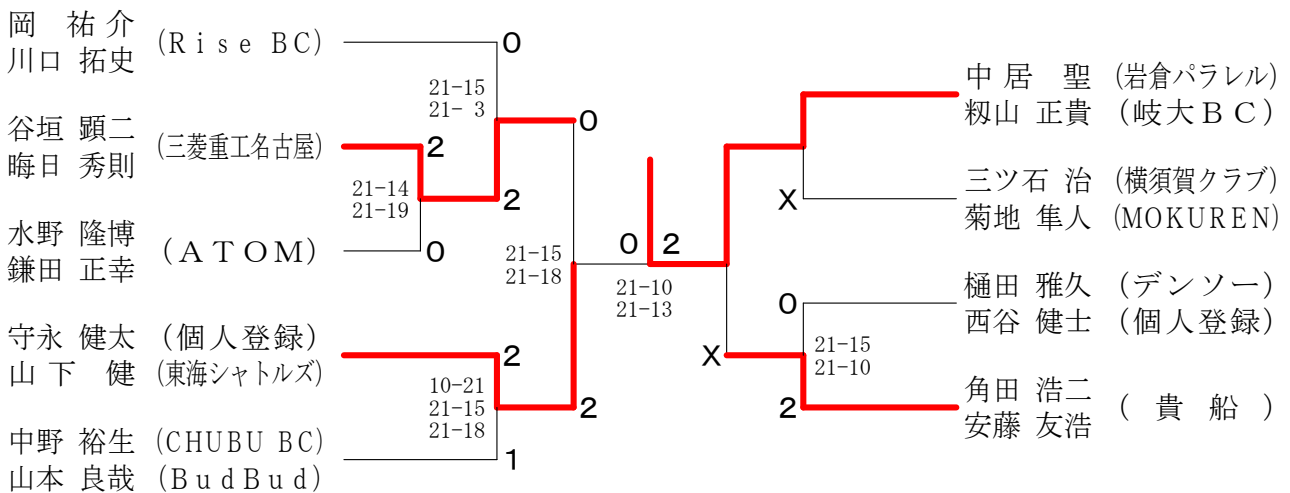 岡　祐介 (Rise BC)
川口 拓史
0
21-15
21- 3
谷垣 顕二 (三菱重工名古屋)
晦日 秀則
2
0
21-14
21-19
2
水野 隆博 (ATOM)
鎌田 正幸
0
21-15
21-18
守永 健太 (個人登録)
山下　健 (東海シャトルズ)
2
10-21
21-15
21-18
2
中野 裕生 (CHUBU BC)
山本 良哉 (BudBud)
1
0 2
21-10
21-13
中居　聖 (岩倉パラレル)
籾山 正貴 (岐大ＢＣ)
X
三ツ石 治 (横須賀クラブ)
菊地 隼人 (MOKUREN)
樋田 雅久 (デンソー)
西谷 健士 (個人登録)
0
X
21-15
21-10
角田 浩二 (貴船)
安藤 友浩
2